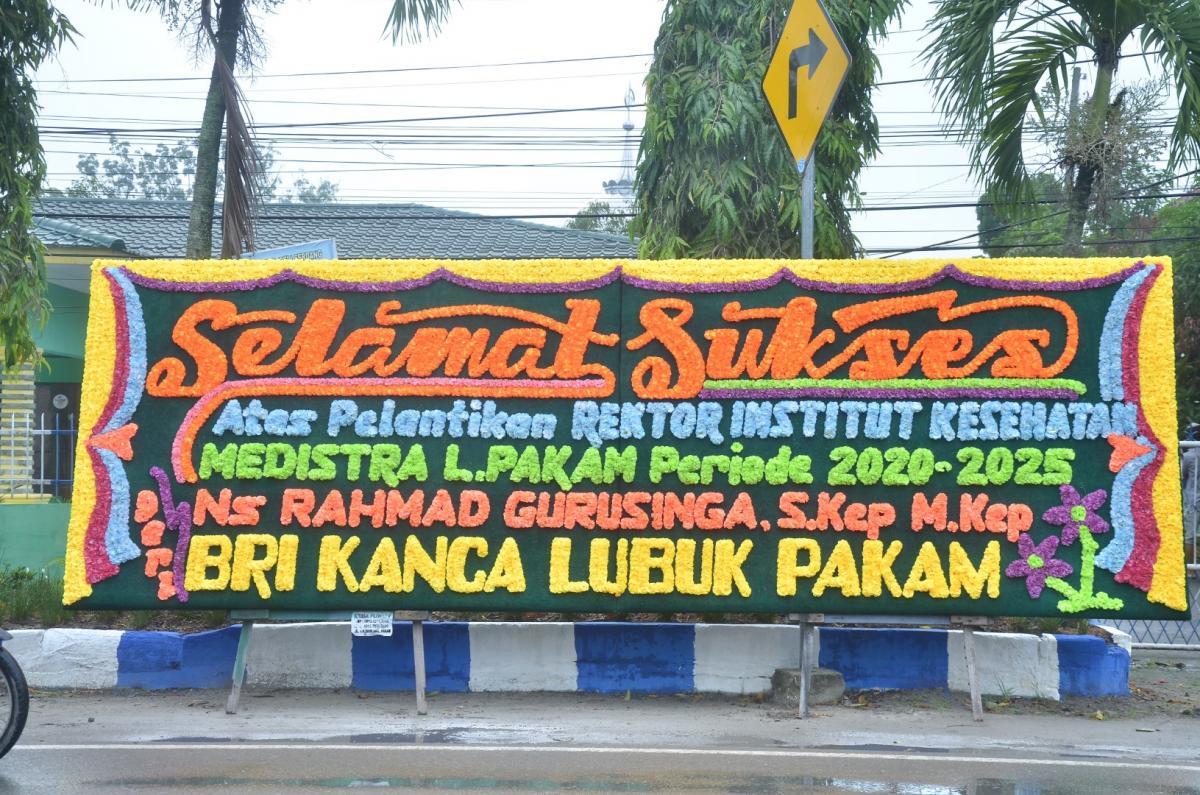 Selamat Sukses
Atas Pelantikan REKTOR INSTITUT KESEHATAN
MEDISTRA L.PAKAM Periode 2020-2025
Ns RAHMAD GURUSINGA, S.Kep M.Kep
BRI KANCA LUBUK PAKAM